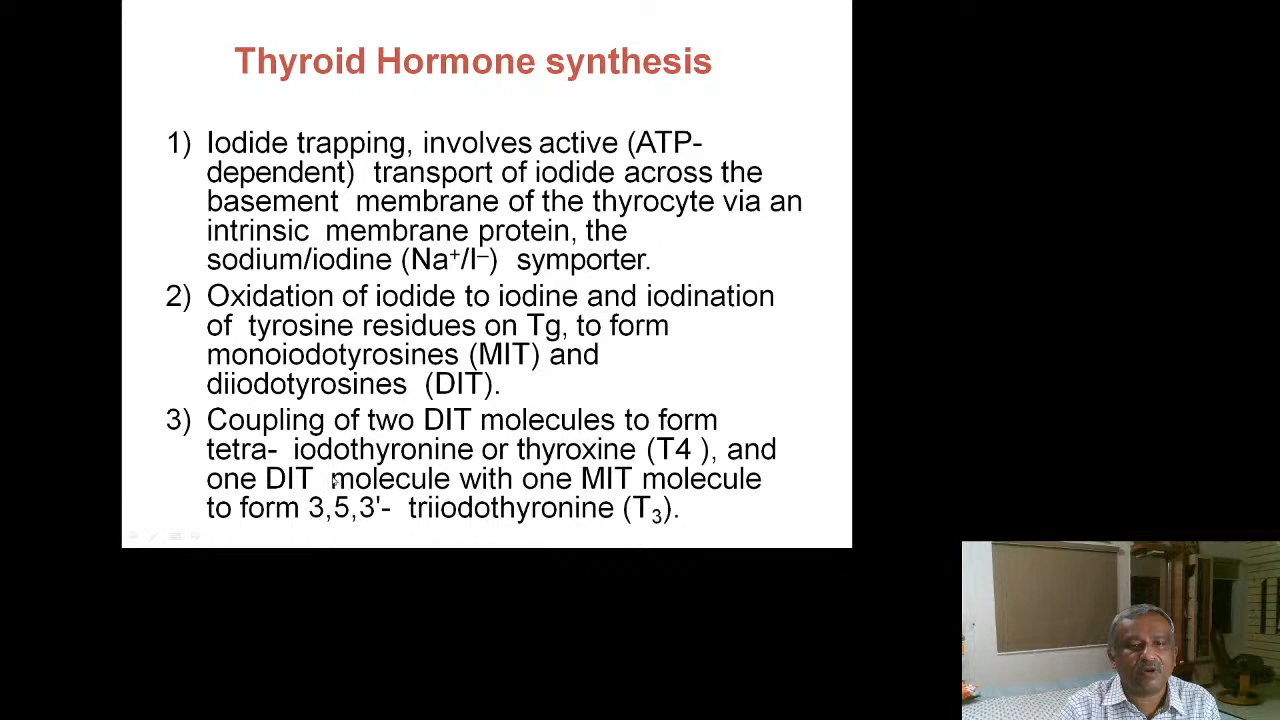 Thyroid Hormone synthesis
1) Iodide trapping, involves active (ATP-
dependent) transport of iodide across the
basement membrane of the thyrocyte via an
intrinsic membrane protein, the
sodium/iodine (Na⁺/I⁻) symporter.
2) Oxidation of iodide to iodine and iodination
of tyrosine residues on Tg, to form
monoiodotyrosines (MIT) and
diiodotyrosines (DIT).
3) Coupling of two DIT molecules to form
tetra- iodothyronine or thyroxine (T4 ), and
one DIT molecule with one MIT molecule
to form 3,5,3'- triiodothyronine (T₃).